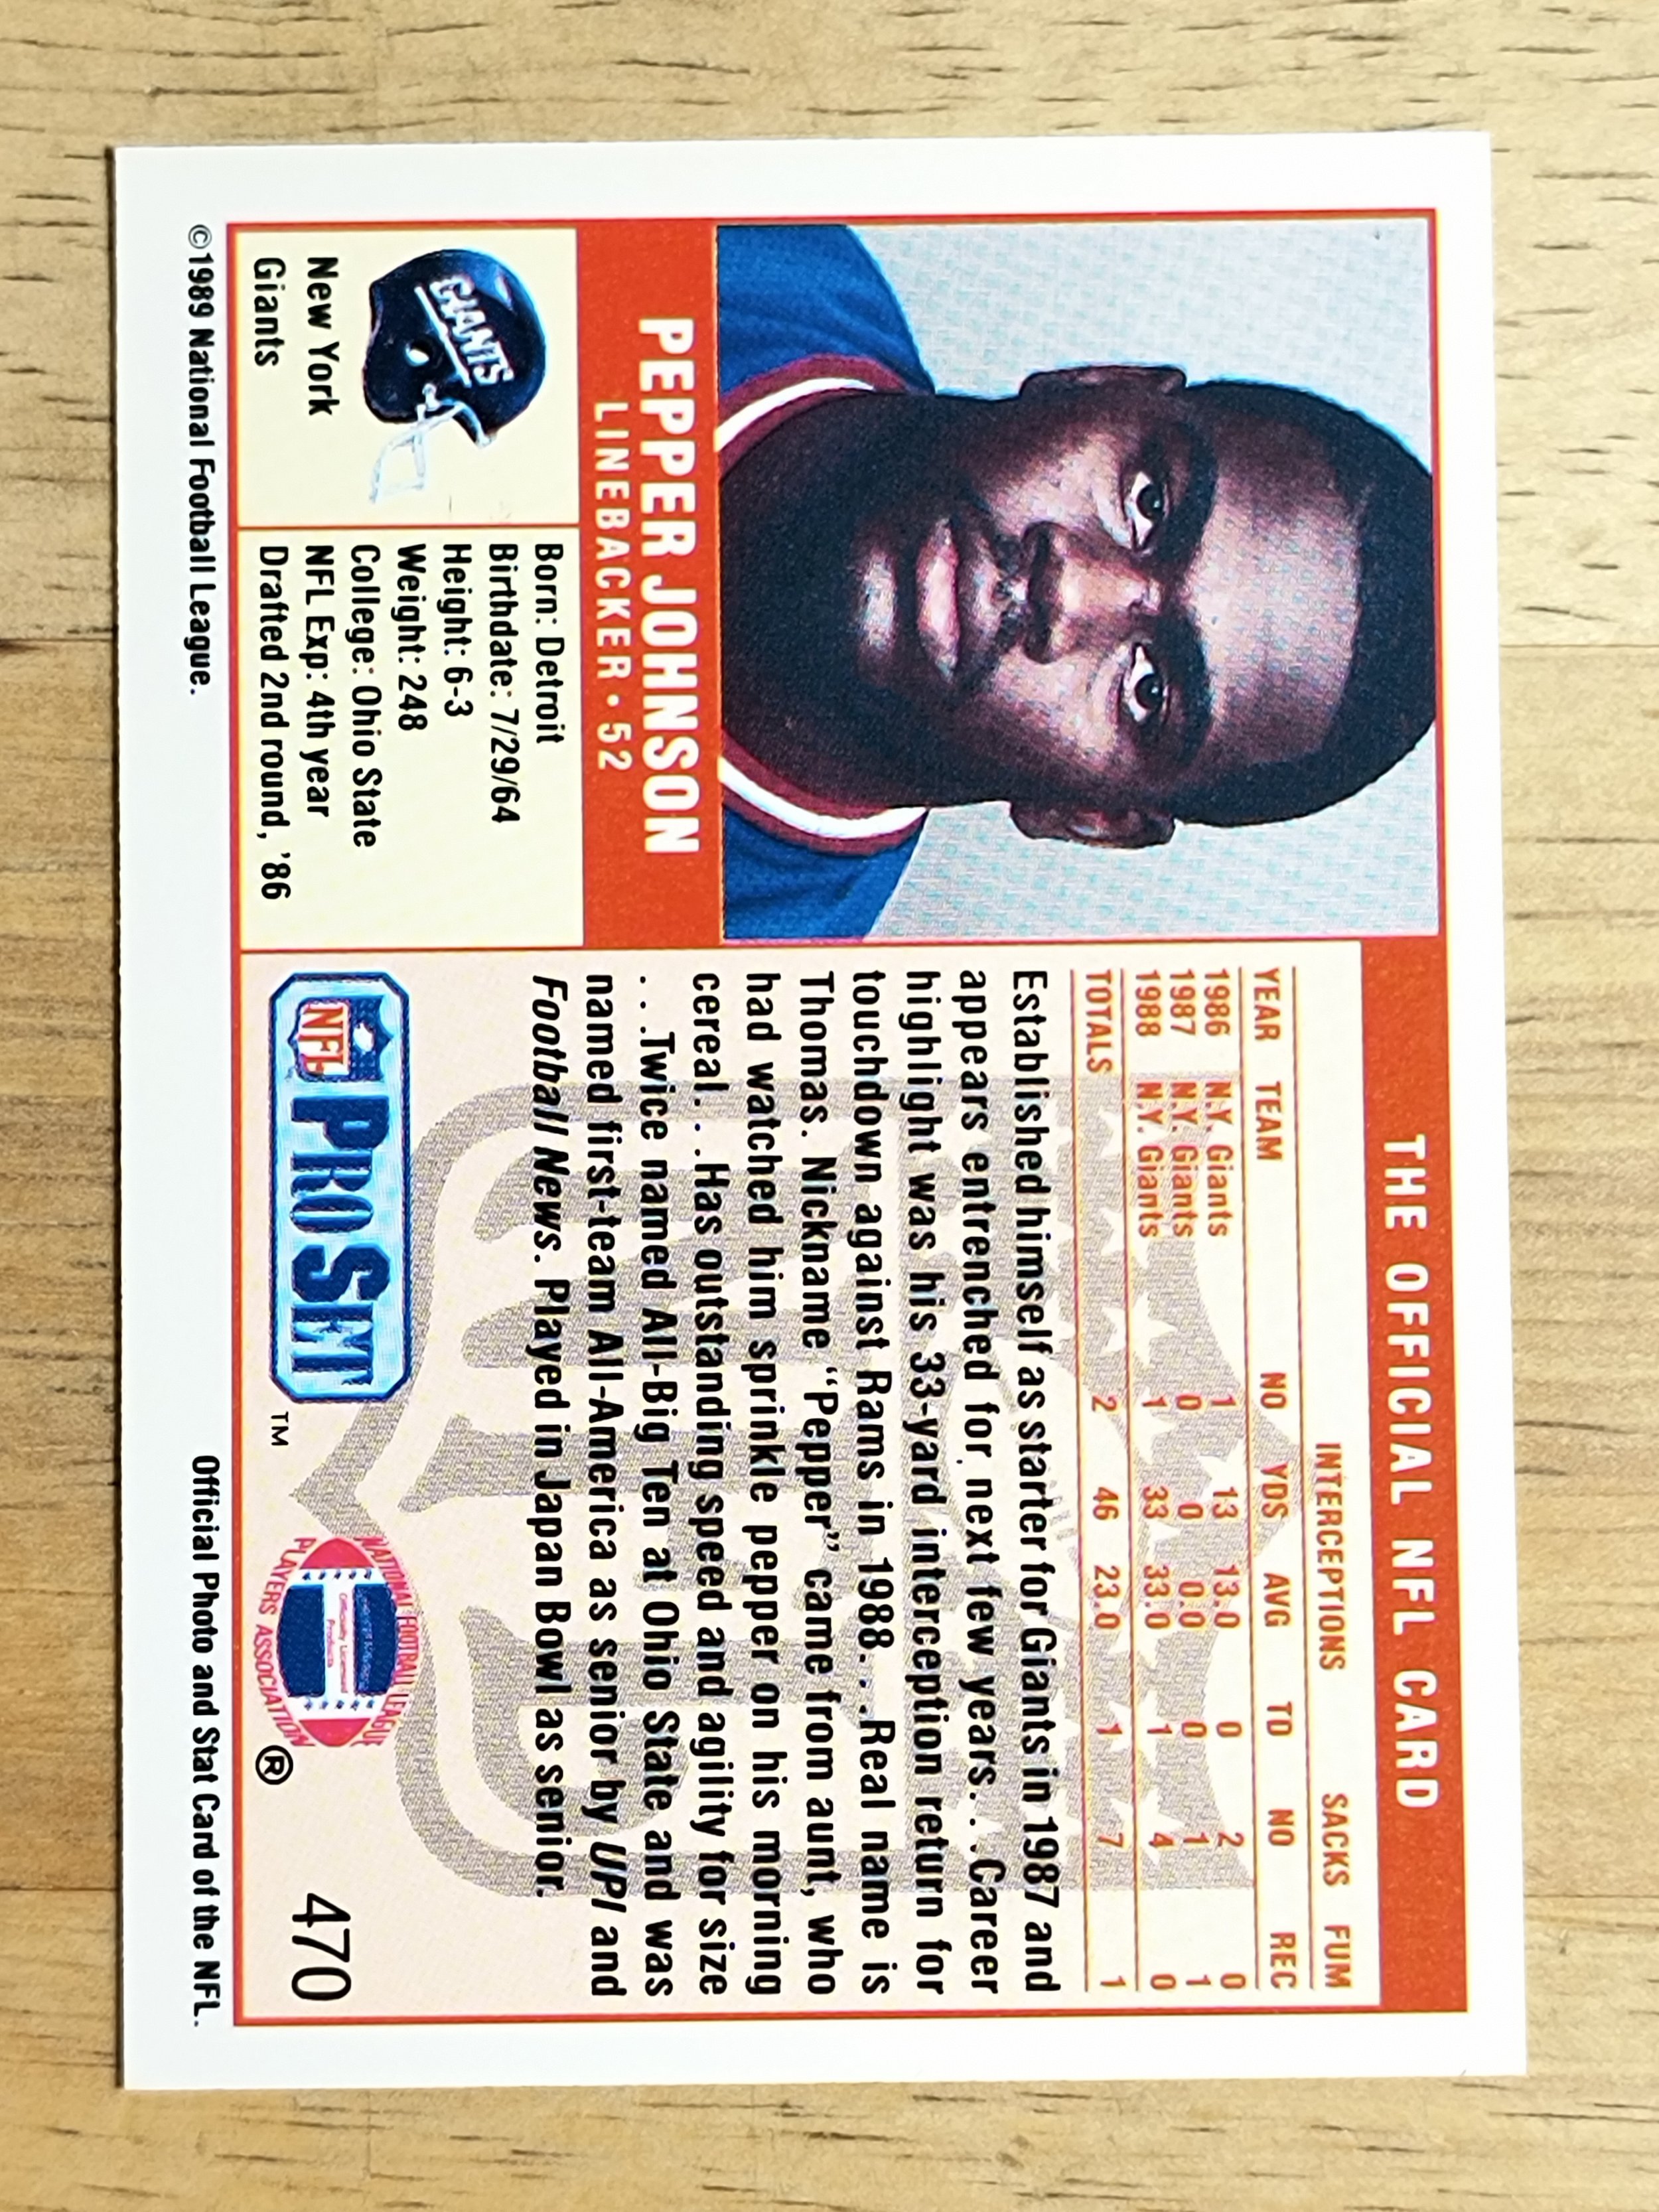 THE OFFICIAL NFL CARD
PEPPER JOHNSON
LINEBACKER • 52
GIANTS
New York
Giants
Born: Detroit
Birthdate: 7/29/64
Height: 6-3
Weight: 248
College: Ohio State
NFL Exp: 4th year
Drafted 2nd round, ’86
INTERCEPTIONS SACKS FUM
YEAR TEAM NO YDS AVG TD NO REC
1986 N.Y. Giants 1 13 13.0 0 2 0
1987 N.Y. Giants 0 0 0.0 0 1 1
1988 N.Y. Giants 1 33 33.0 1 4 0
TOTALS 2 46 23.0 1 7 1
Established himself as starter for Giants in 1987 and
appears entrenched for next few years. . .Career
highlight was his 33-yard interception return for
touchdown against Rams in 1988. . .Real name is
Thomas. Nickname “Pepper” came from aunt, who
had watched him sprinkle pepper on his morning
cereal. . .Has outstanding speed and agility for size
. . .Twice named All-Big Ten at Ohio State and was
named first-team All-America as senior by UPI and
Football News. Played in Japan Bowl as senior.
NFL PRO SET ™
NATIONAL FOOTBALL LEAGUE
PLAYERS ASSOCIATION
®
470
©1989 National Football League.
Official Photo and Stat Card of the NFL.